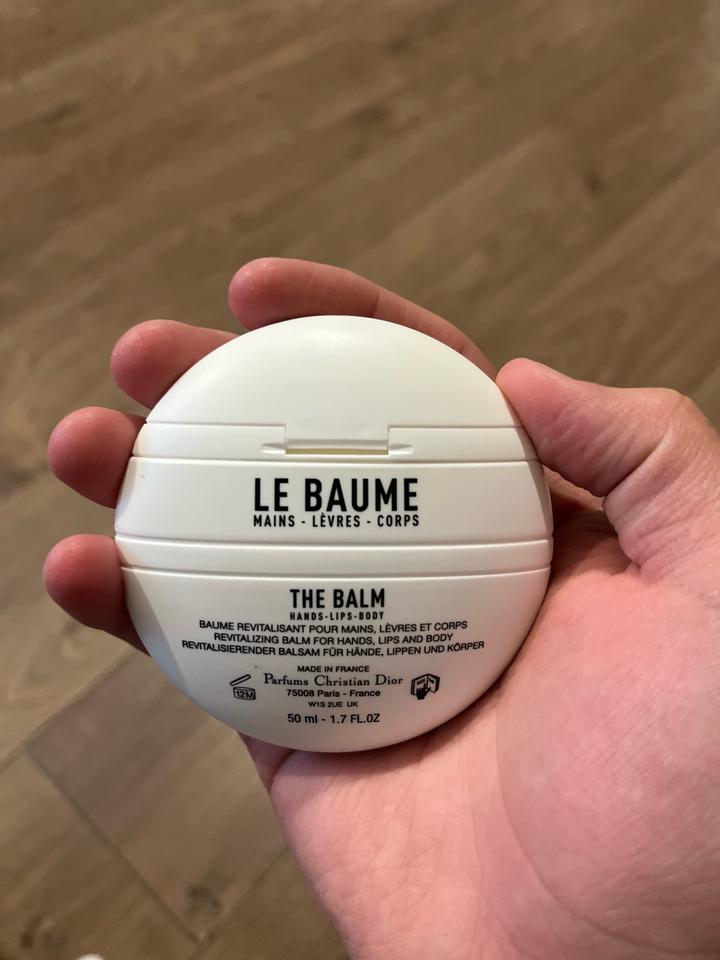 LE BAUME
MAINS - LÈVRES - CORPS
THE BALM
HANDS-LIPS-BODY
BAUME REVITALISANT POUR MAINS, LÈVRES ET CORPS
REVITALIZING BALM FOR HANDS, LIPS AND BODY
REVITALISIERENDER BALSAM FÜR HÄNDE, LIPPEN UND KÖRPER
MADE IN FRANCE
Parfums Christian Dior
12M
75008 Paris - France
W1S 2UE UK
50 ml - 1.7 FL.OZ